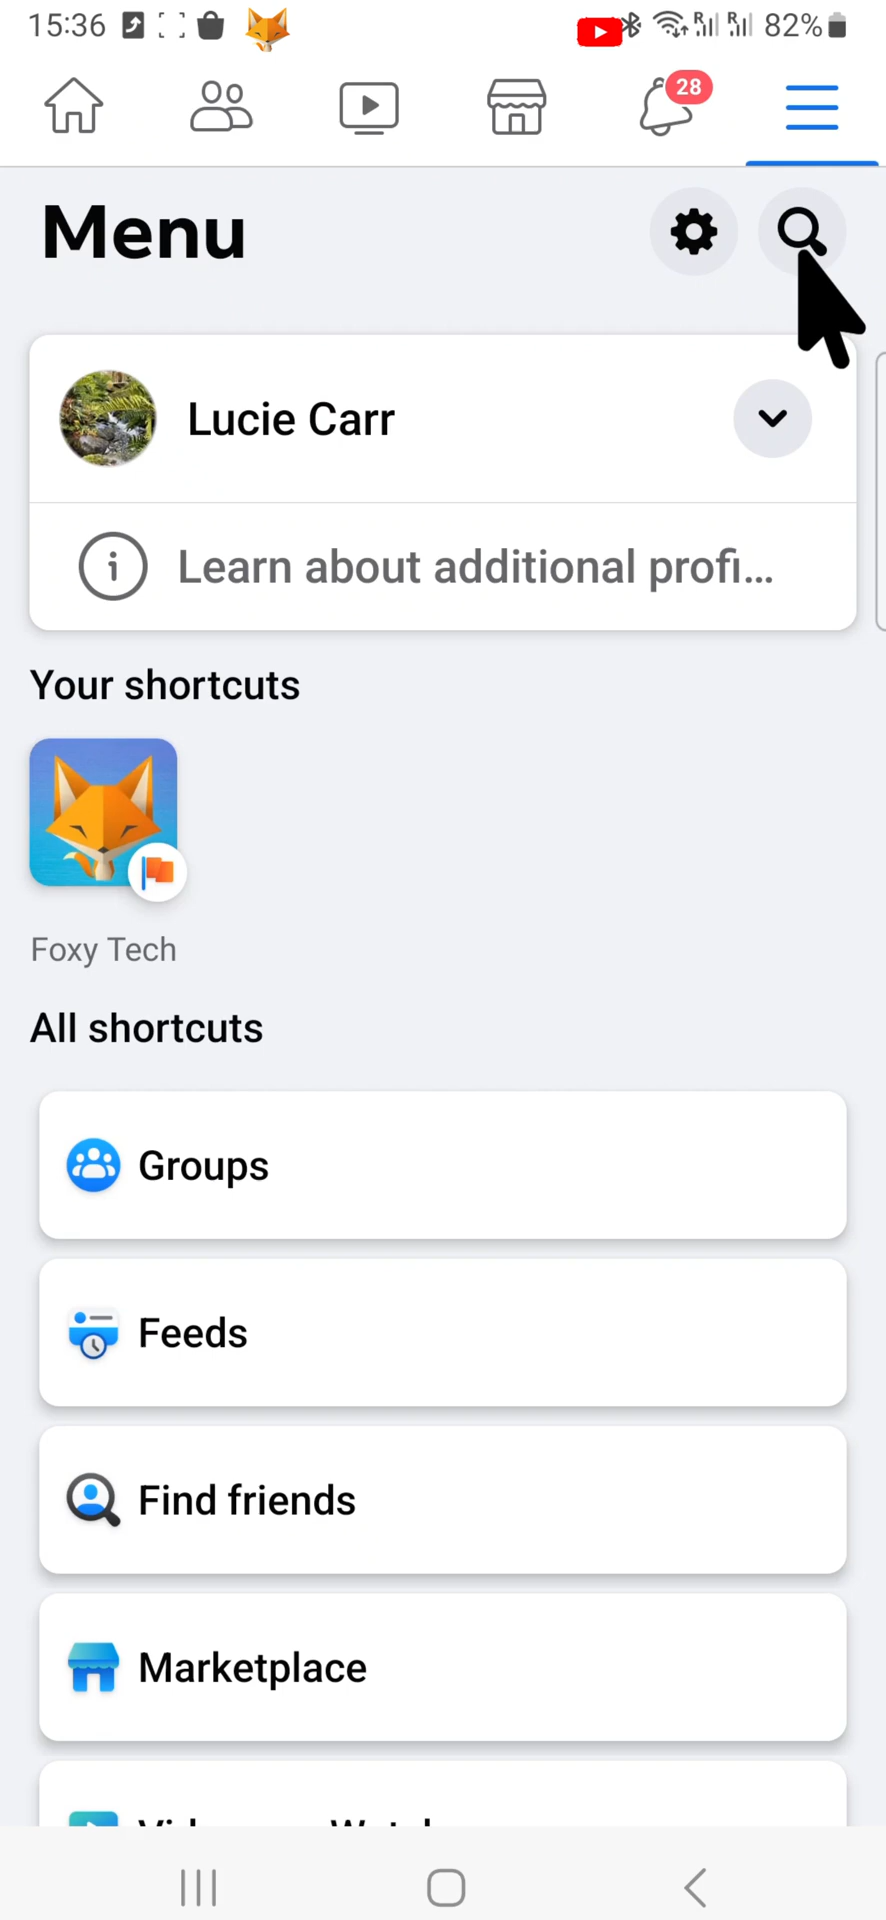 15:36
82%
28
Menu
Lucie Carr
Learn about additional profi...
Your shortcuts
Foxy Tech
All shortcuts
Groups
Feeds
Find friends
Marketplace